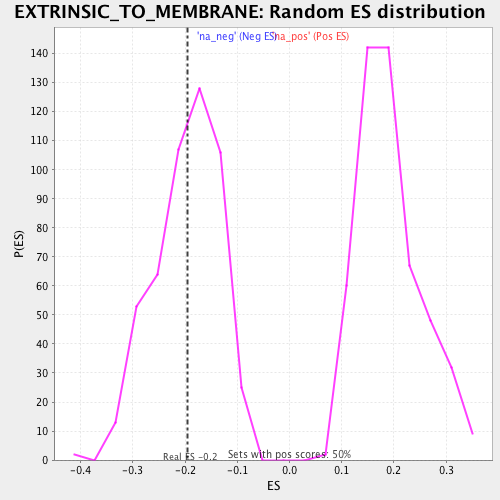 EXTRINSIC_TO_MEMBRANE: Random ES distribution
'na_neg' (Neg ES)
'na_pos' (Pos ES)
140
130
120
110
100
90
80
70
60
50
40
30
20
10
0
P(ES)
Real ES -0.2
Sets with pos scores: 50%
-0.4 -0.3 -0.2 -0.1 0.0 0.1 0.2 0.3
ES